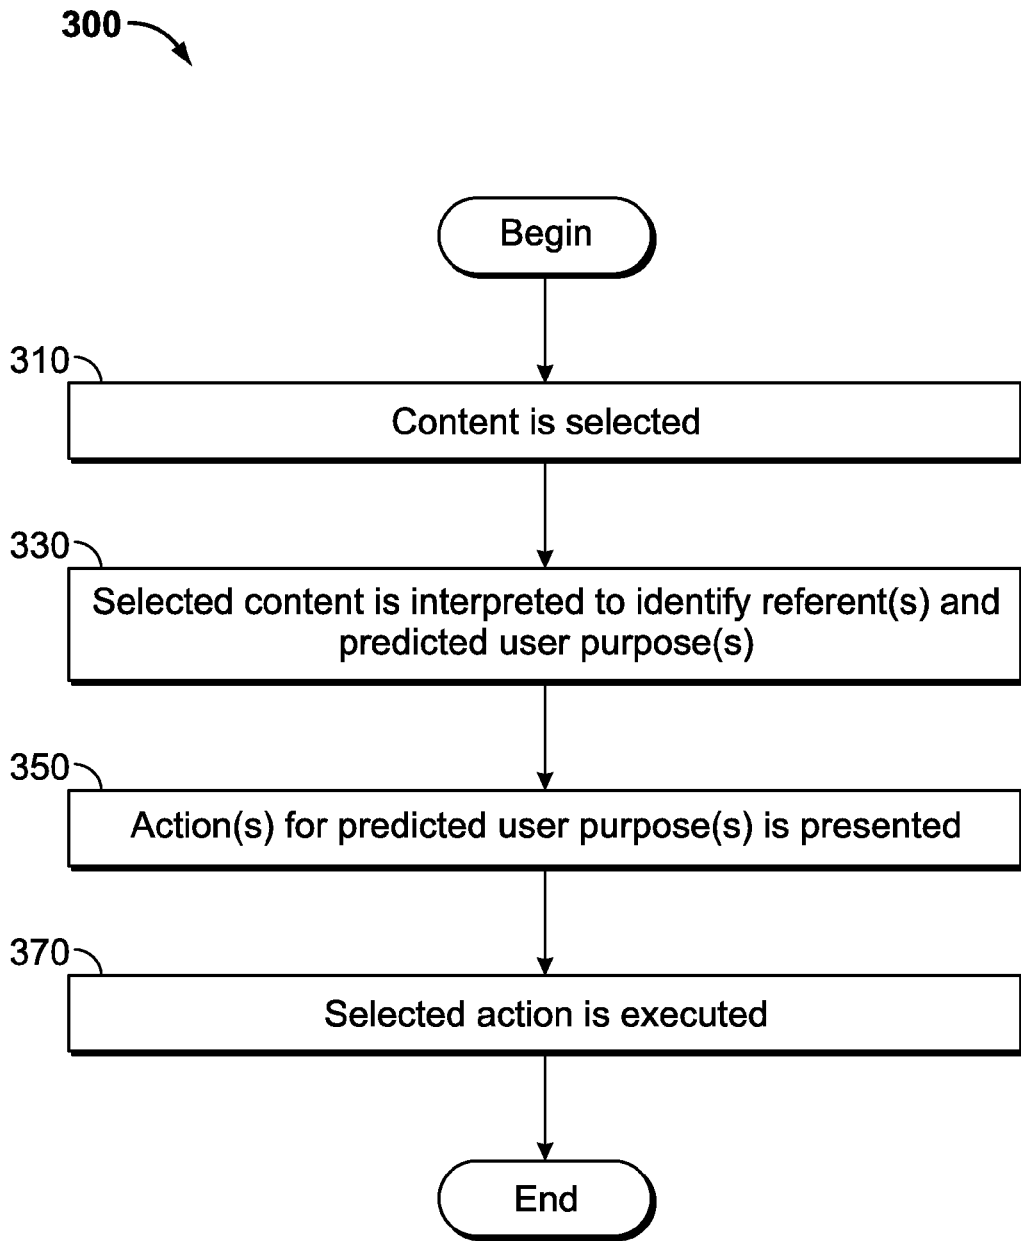 300
Begin
310
Content is selected
330
Selected content is interpreted to identify referent(s) and
predicted user purpose(s)
350
Action(s) for predicted user purpose(s) is presented
370
Selected action is executed
End